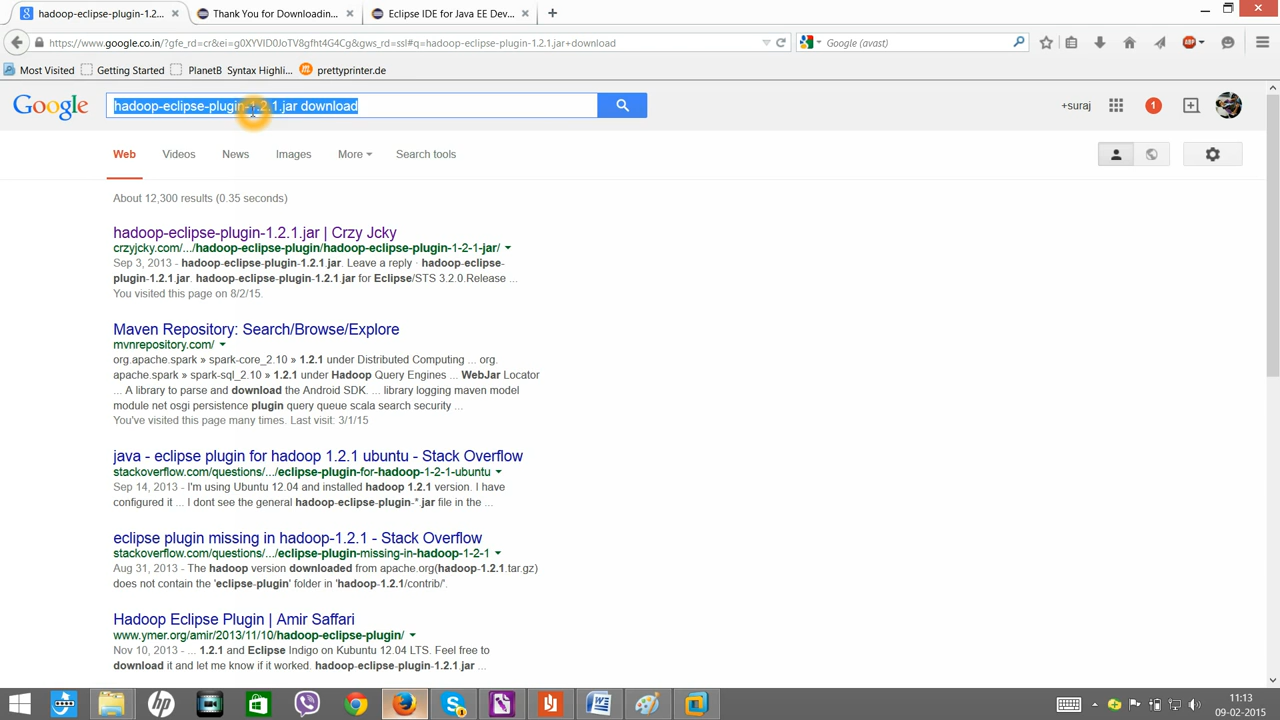 hadoop-eclipse-plugin-1.2....
Thank You for Downloadin...
Eclipse IDE for Java EE Dev...
https://www.google.co.in/?gfe_rd=cr&ei=g0XYVID0JoTV8gfht4G4Cg&gws_rd=ssl#q=hadoop-eclipse-plugin-1.2.1.jar+download
Google (avast)
Most Visited
Getting Started
PlanetB
Syntax Highli...
prettyprinter.de
Google
hadoop-eclipse-plugin-1.2.1.jar download
+suraj
1
Web
Videos
News
Images
More
Search tools
About 12,300 results (0.35 seconds)
hadoop-eclipse-plugin-1.2.1.jar | Crzy Jcky
crzyjcky.com/.../hadoop-eclipse-plugin/hadoop-eclipse-plugin-1-2-1-jar/
Sep 3, 2013 - hadoop-eclipse-plugin-1.2.1.jar. Leave a reply · hadoop-eclipse-
plugin-1.2.1.jar. hadoop-eclipse-plugin-1.2.1.jar for Eclipse/STS 3.2.0.Release ...
You visited this page on 8/2/15.
Maven Repository: Search/Browse/Explore
mvnrepository.com/
org.apache.spark » spark-core_2.10 » 1.2.1 under Distributed Computing ... org.
apache.spark » spark-sql_2.10 » 1.2.1 under Hadoop Query Engines ... WebJar Locator
... A library to parse and download the Android SDK. ... library logging maven model
module net osgi persistence plugin query queue scala search security ...
You've visited this page many times. Last visit: 3/1/15
java - eclipse plugin for hadoop 1.2.1 ubuntu - Stack Overflow
stackoverflow.com/questions/.../eclipse-plugin-for-hadoop-1-2-1-ubuntu
Sep 14, 2013 - I'm using Ubuntu 12.04 and installed hadoop 1.2.1 version. I have
configured it ... I dont see the general hadoop-eclipse-plugin-*.jar file in the ...
eclipse plugin missing in hadoop-1.2.1 - Stack Overflow
stackoverflow.com/questions/.../eclipse-plugin-missing-in-hadoop-1-2-1
Aug 31, 2013 - The hadoop version downloaded from apache.org(hadoop-1.2.1.tar.gz)
does not contain the 'eclipse-plugin' folder in 'hadoop-1.2.1/contrib/'.
Hadoop Eclipse Plugin | Amir Saffari
www.ymer.org/amir/2013/11/10/hadoop-eclipse-plugin/
Nov 10, 2013 - ... 1.2.1 and Eclipse Indigo on Kubuntu 12.04 LTS. Feel free to
download it and let me know if it worked. hadoop-eclipse-plugin-1.2.1.jar ...
11:13
09-02-2015